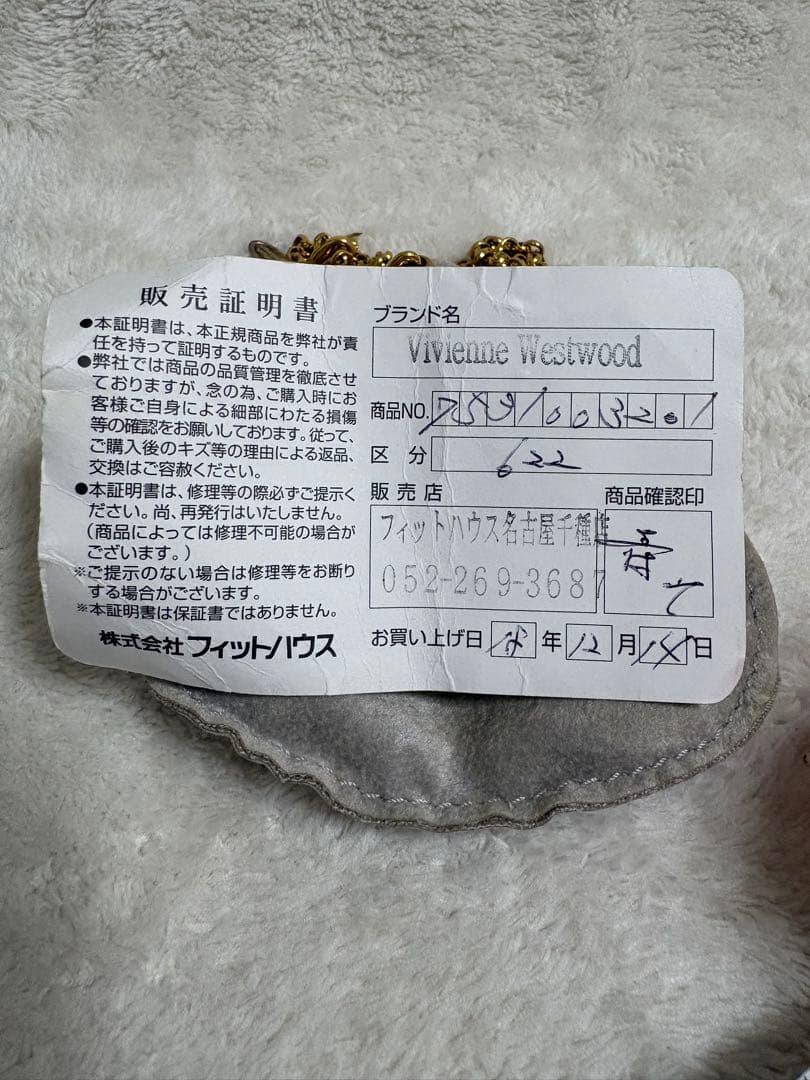 販売証明書
●本証明書は、本正規商品を弊社が責
任を持って証明するものです。
●弊社では商品の品質管理を徹底させ
ておりますが、念の為、ご購入時にお
客様ご自身による細部にわたる損傷
等の確認をお願いしております。従って、
ご購入後のキズ等の理由による返品、
交換はご容赦ください。
●本証明書は、修理等の際必ずご提示く
ださい。尚、再発行はいたしません。
(商品によっては修理不可能の場合が
ございます。)
※ご提示のない場合は修理等をお断り
する場合がございます。
※本証明書は保証書ではありません。
株式会社 フィットハウス
ブランド名
Vivienne Westwood
商品NO.
区分 622
販売店
フィットハウス名古屋千種店
052-269-3687
商品確認印
お買い上げ日 18 年 12 月 14 日